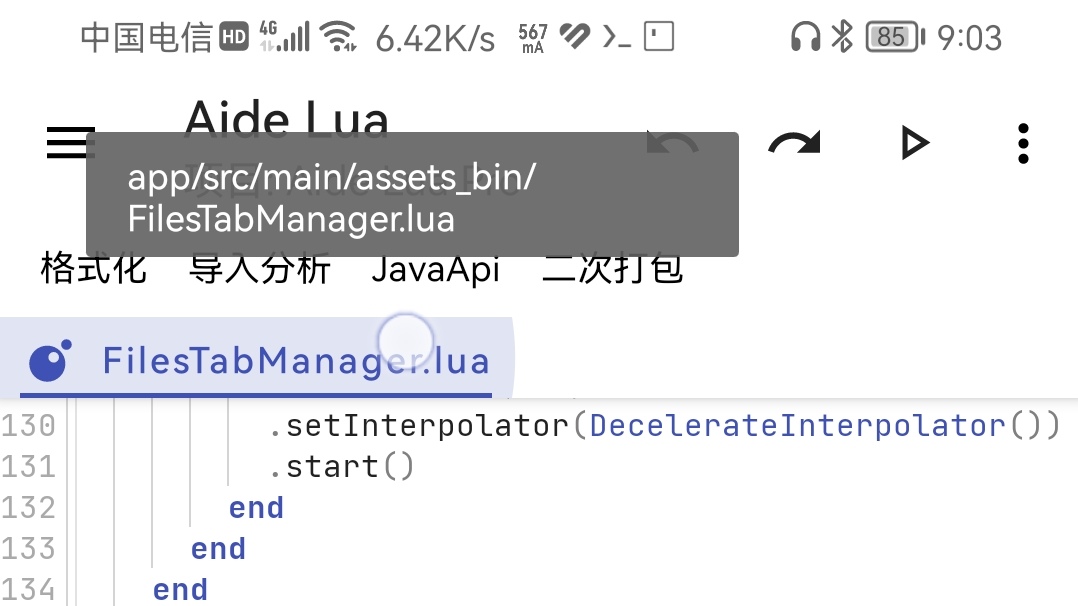 中国电信 HD 4G 6.42K/s 567 mA 85 9:03
Aide Lua
app/src/main/assets_bin/
FilesTabManager.lua
格式化 导入分析 JavaApi 二次打包
FilesTabManager.lua
130 .setInterpolator(DecelerateInterpolator())
131 .start()
132 end
133 end
134 end